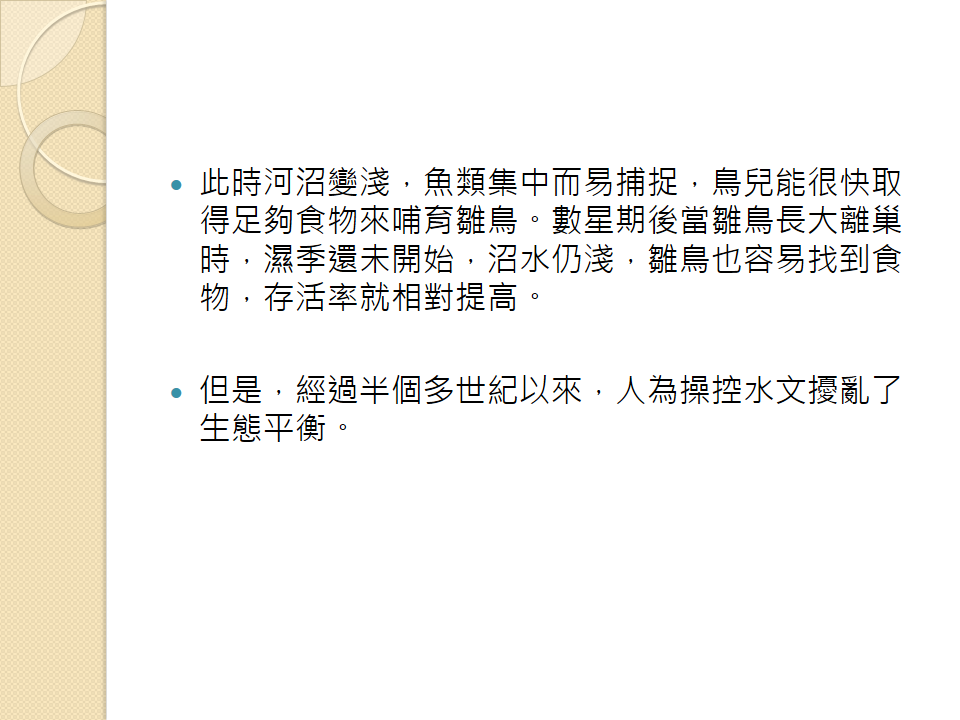 此時河沼變淺，魚類集中而易捕捉，鳥兒能很快取
得足夠食物來哺育雛鳥。數星期後當雛鳥長大離巢
時，濕季還未開始，沼水仍淺，雛鳥也容易找到食
物，存活率就相對提高。
但是，經過半個多世紀以來，人為操控水文擾亂了
生態平衡。